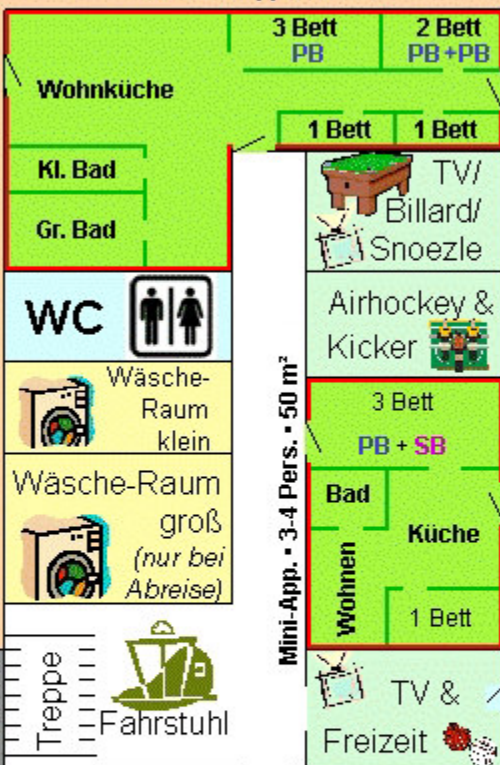 3 Bett
PB
2 Bett
PB+PB
Wohnküche
1 Bett
1 Bett
Kl. Bad
Gr. Bad
TV/
Billard/
Snoezle
WC
Airhockey &
Kicker
Wäsche-
Raum
klein
Wäsche-Raum
groß
(nur bei
Abreise)
Mini-App. • 3-4 Pers. • 50 m²
3 Bett
PB + SB
Bad
Küche
Wohnen
1 Bett
Treppe
Fahrstuhl
TV &
Freizeit